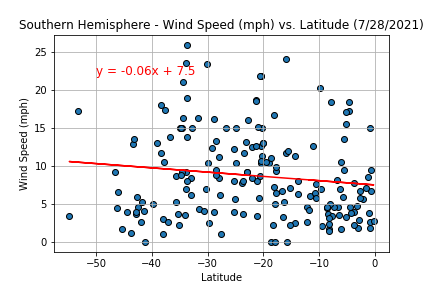 Southern Hemisphere - Wind Speed (mph) vs. Latitude (7/28/2021)
25
y = -0.06x + 7.5
20
15
10
5
0
Wind Speed (mph)
−50 −40 −30 −20 −10 0
Latitude